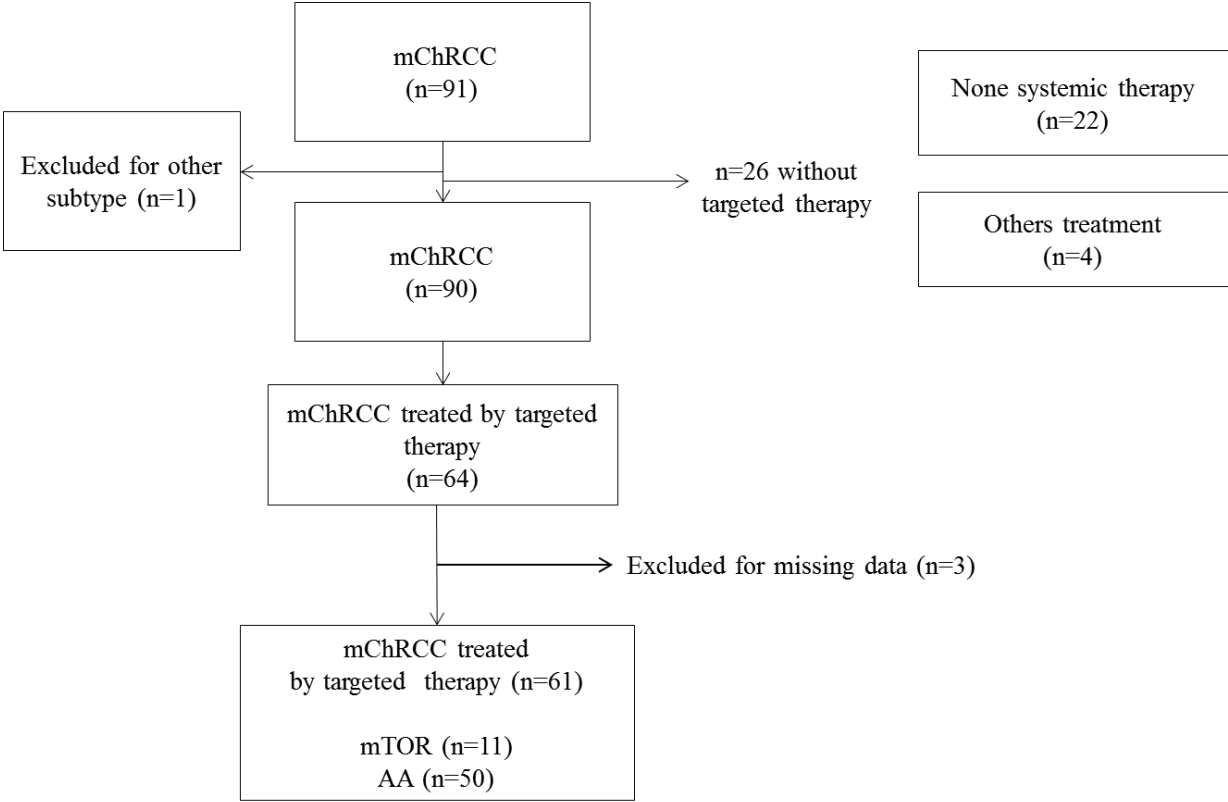 mChRCC
(n=91)
None systemic therapy
(n=22)
Excluded for other
subtype (n=1)
n=26 without
targeted therapy
Others treatment
(n=4)
mChRCC
(n=90)
mChRCC treated by targeted
therapy
(n=64)
Excluded for missing data (n=3)
mChRCC treated
by targeted therapy (n=61)
mTOR (n=11)
AA (n=50)